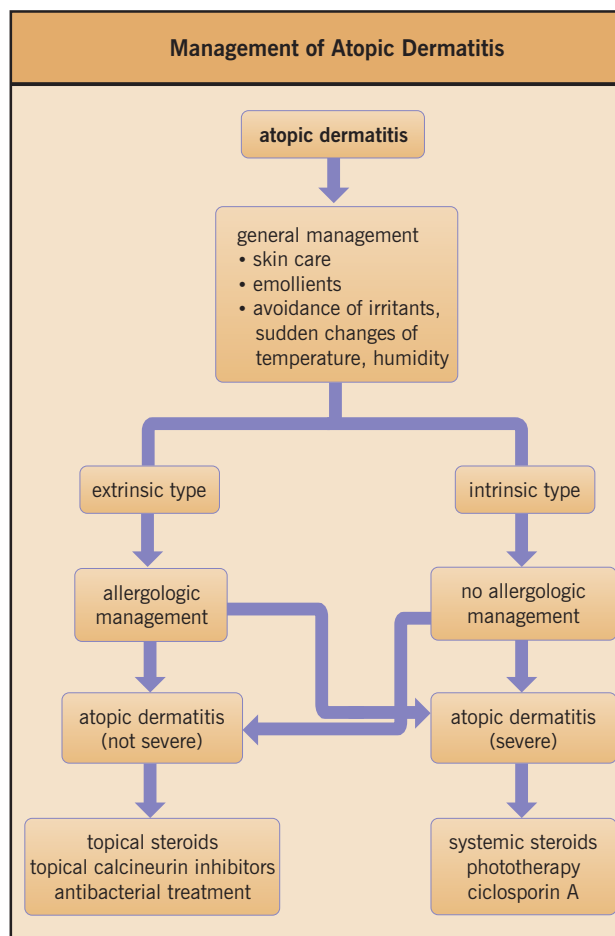 Management of Atopic Dermatitis
atopic dermatitis
general management
• skin care
• emollients
• avoidance of irritants,
sudden changes of
temperature, humidity
extrinsic type
intrinsic type
allergologic
management
no allergologic
management
atopic dermatitis
(not severe)
atopic dermatitis
(severe)
topical steroids
topical calcineurin inhibitors
antibacterial treatment
systemic steroids
phototherapy
ciclosporin A